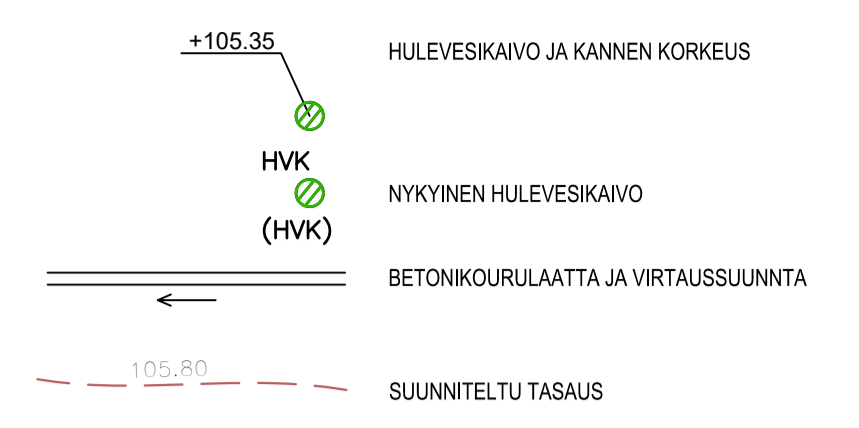 +105.35
HULEVESIKAIVO JA KANNEN KORKEUS
HVK
NYKYINEN HULEVESIKAIVO
(HVK)
BETONIKOURULAATTA JA VIRTAUSSUUNNTA
105.80
SUUNNITELTU TASAUS